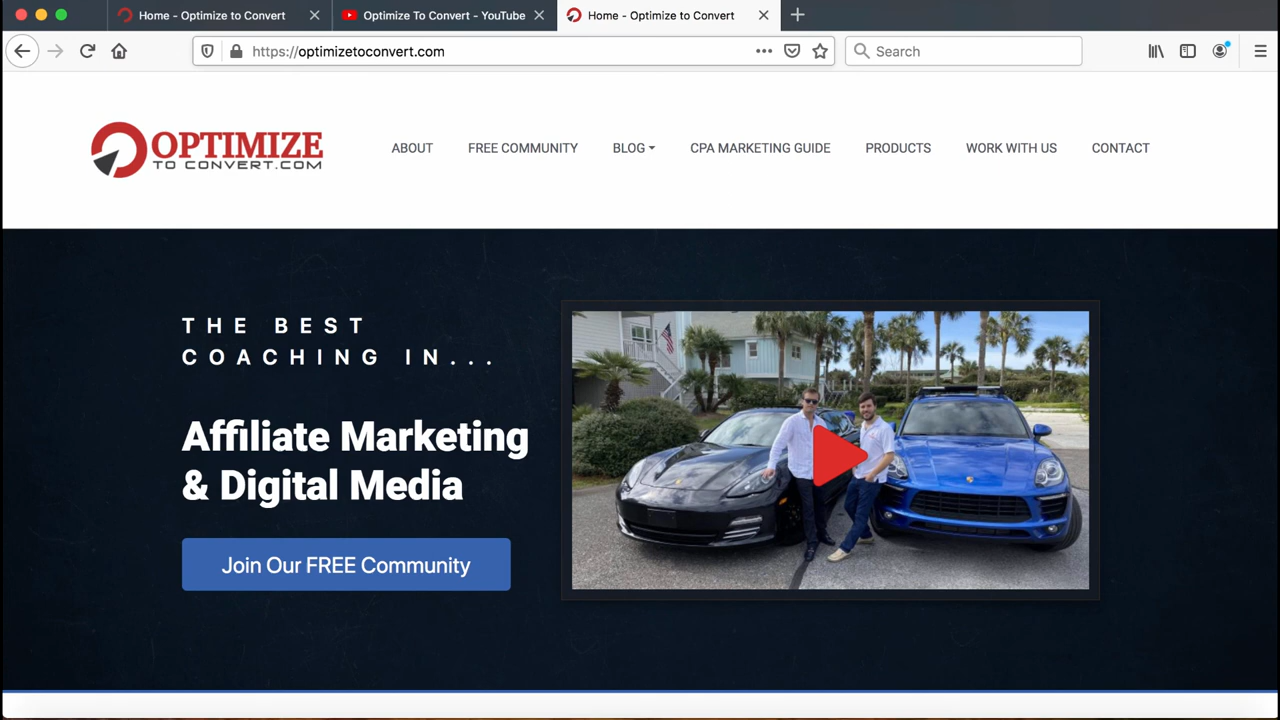 Home - Optimize to Convert
Optimize To Convert - YouTube
Home - Optimize to Convert
https://optimizetoconvert.com
Search
OPTIMIZE
TO CONVERT.COM
ABOUT
FREE COMMUNITY
BLOG
CPA MARKETING GUIDE
PRODUCTS
WORK WITH US
CONTACT
THE BEST
COACHING IN...
Affiliate Marketing
& Digital Media
Join Our FREE Community